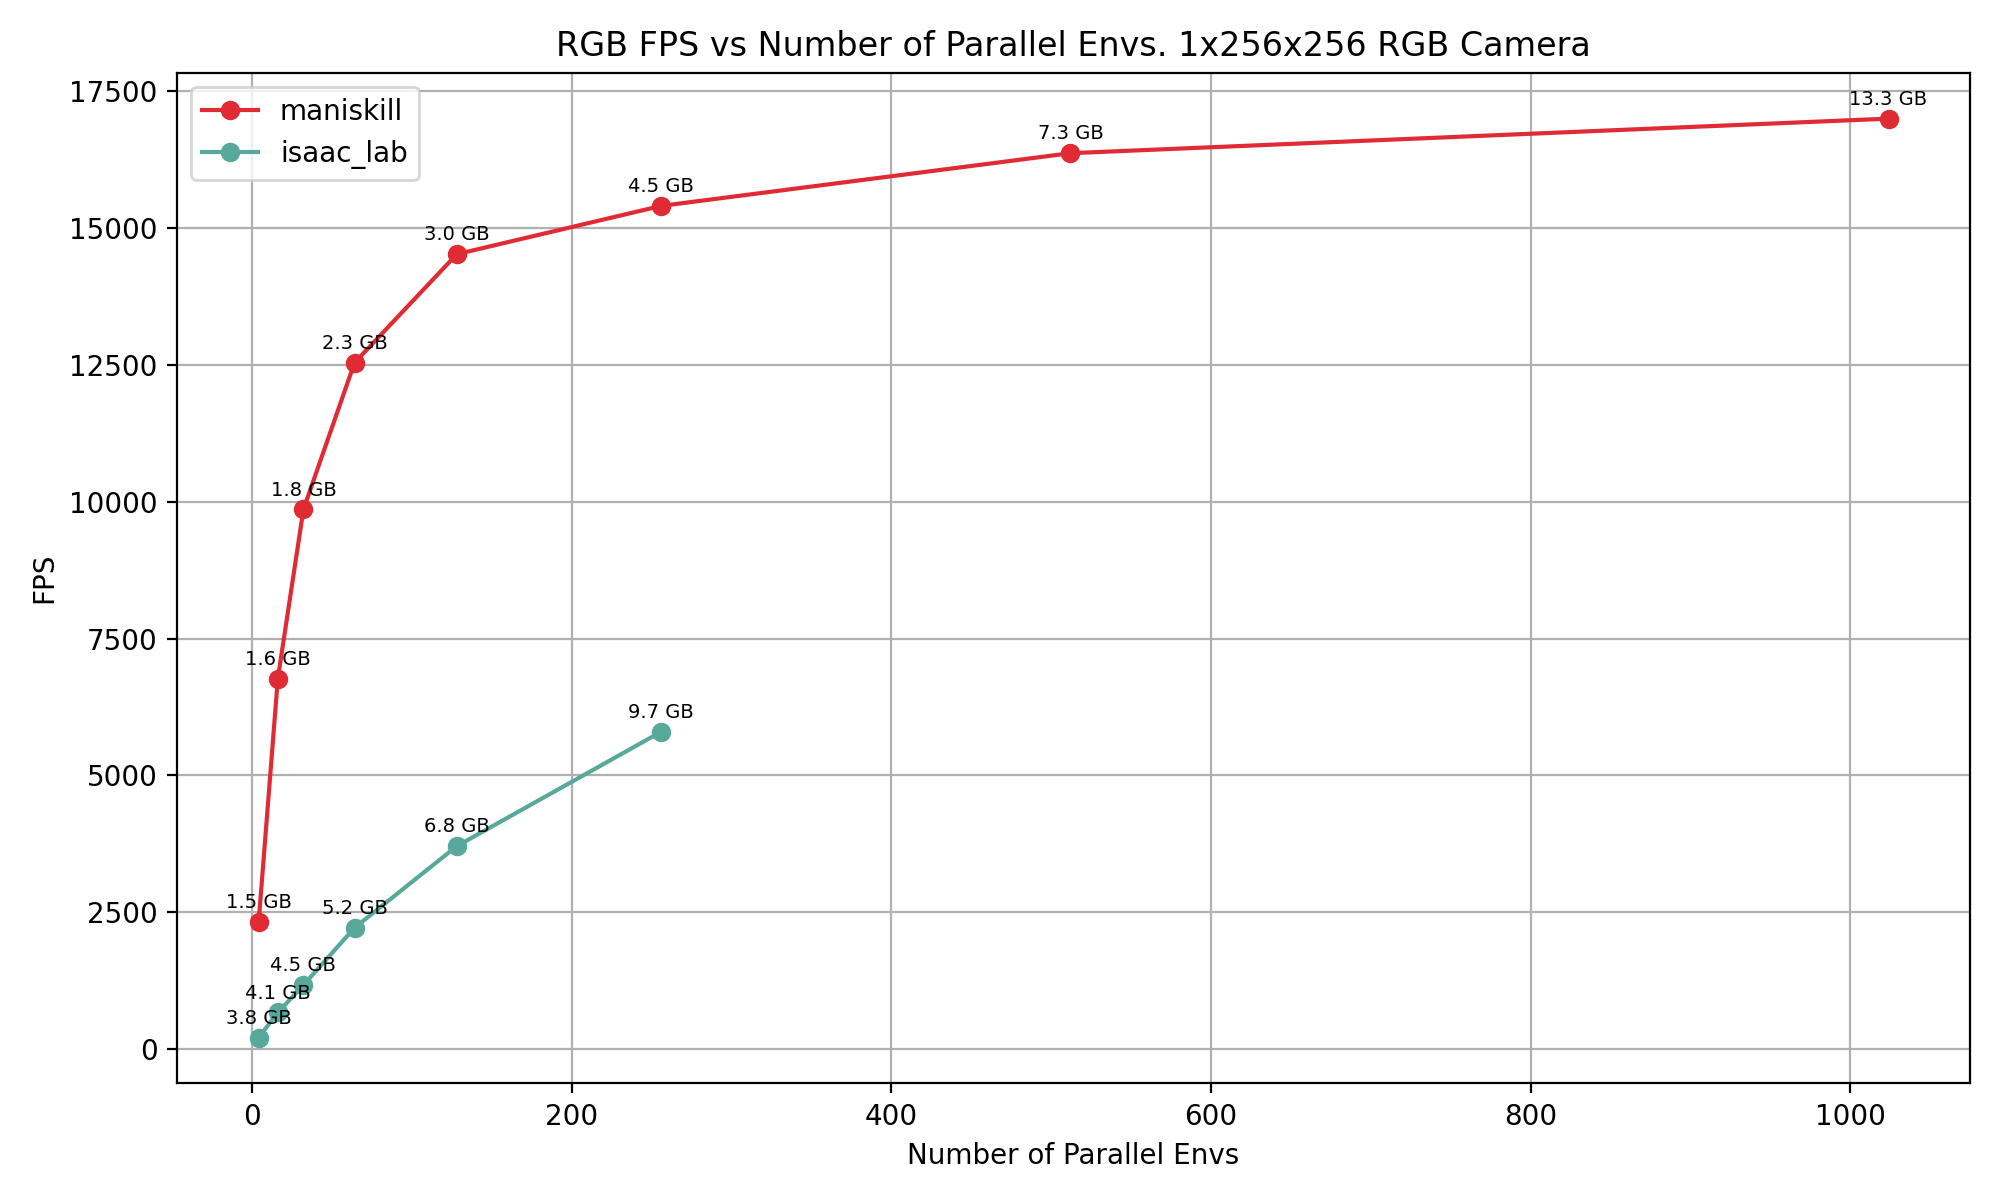 RGB FPS vs Number of Parallel Envs. 1x256x256 RGB Camera
maniskill
isaac_lab
17500
15000
12500
10000
7500
5000
2500
0
FPS
13.3 GB
7.3 GB
4.5 GB
3.0 GB
2.3 GB
1.8 GB
1.6 GB
1.5 GB
9.7 GB
6.8 GB
5.2 GB
4.5 GB
4.1 GB
3.8 GB
0 200 400 600 800 1000
Number of Parallel Envs